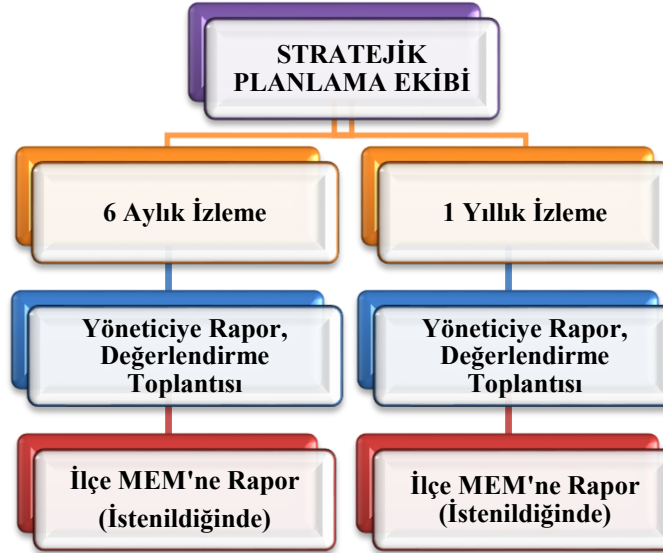 STRATEJİK
PLANLAMA EKİBİ
6 Aylık İzleme
1 Yıllık İzleme
Yöneticiye Rapor,
Değerlendirme
Toplantısı
Yöneticiye Rapor,
Değerlendirme
Toplantısı
İlçe MEM'ne Rapor
(İstenildiğinde)
İlçe MEM'ne Rapor
(İstenildiğinde)